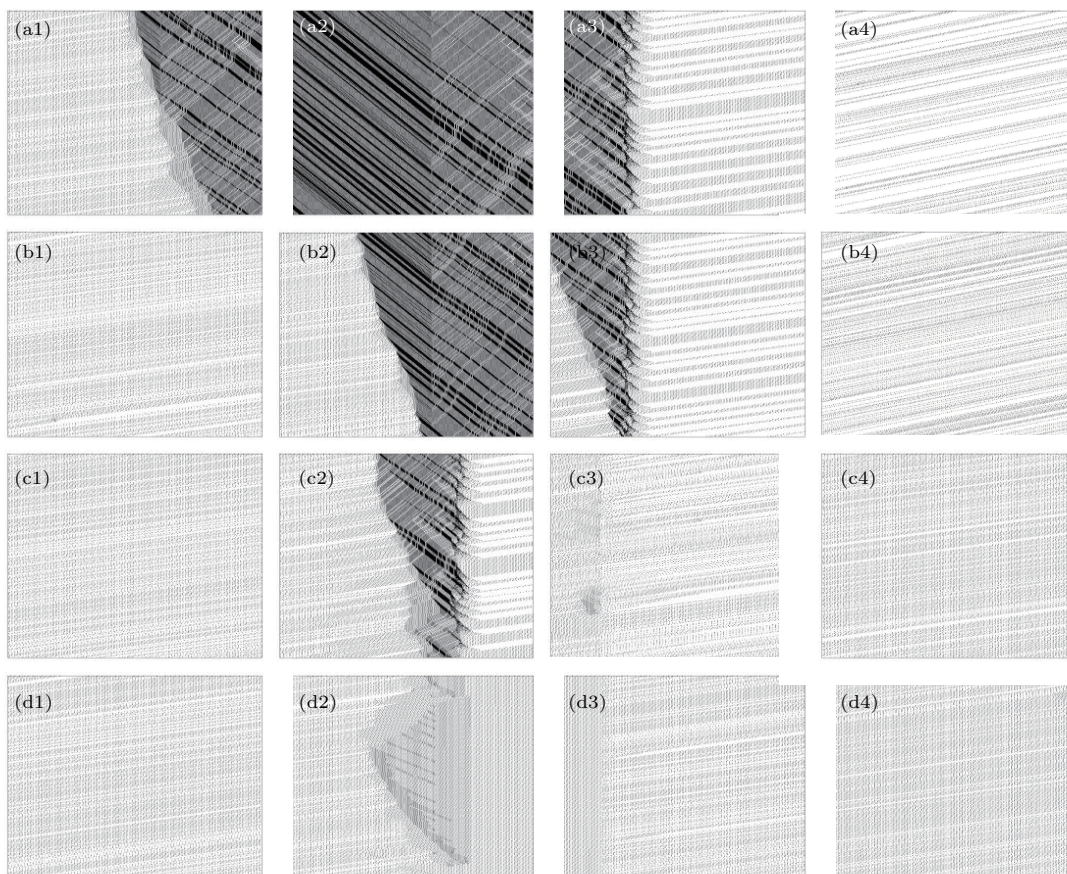 (a1) (a2) (a3) (a4)
(b1) (b2) (b3) (b4)
(c1) (c2) (c3) (c4)
(d1) (d2) (d3) (d4)